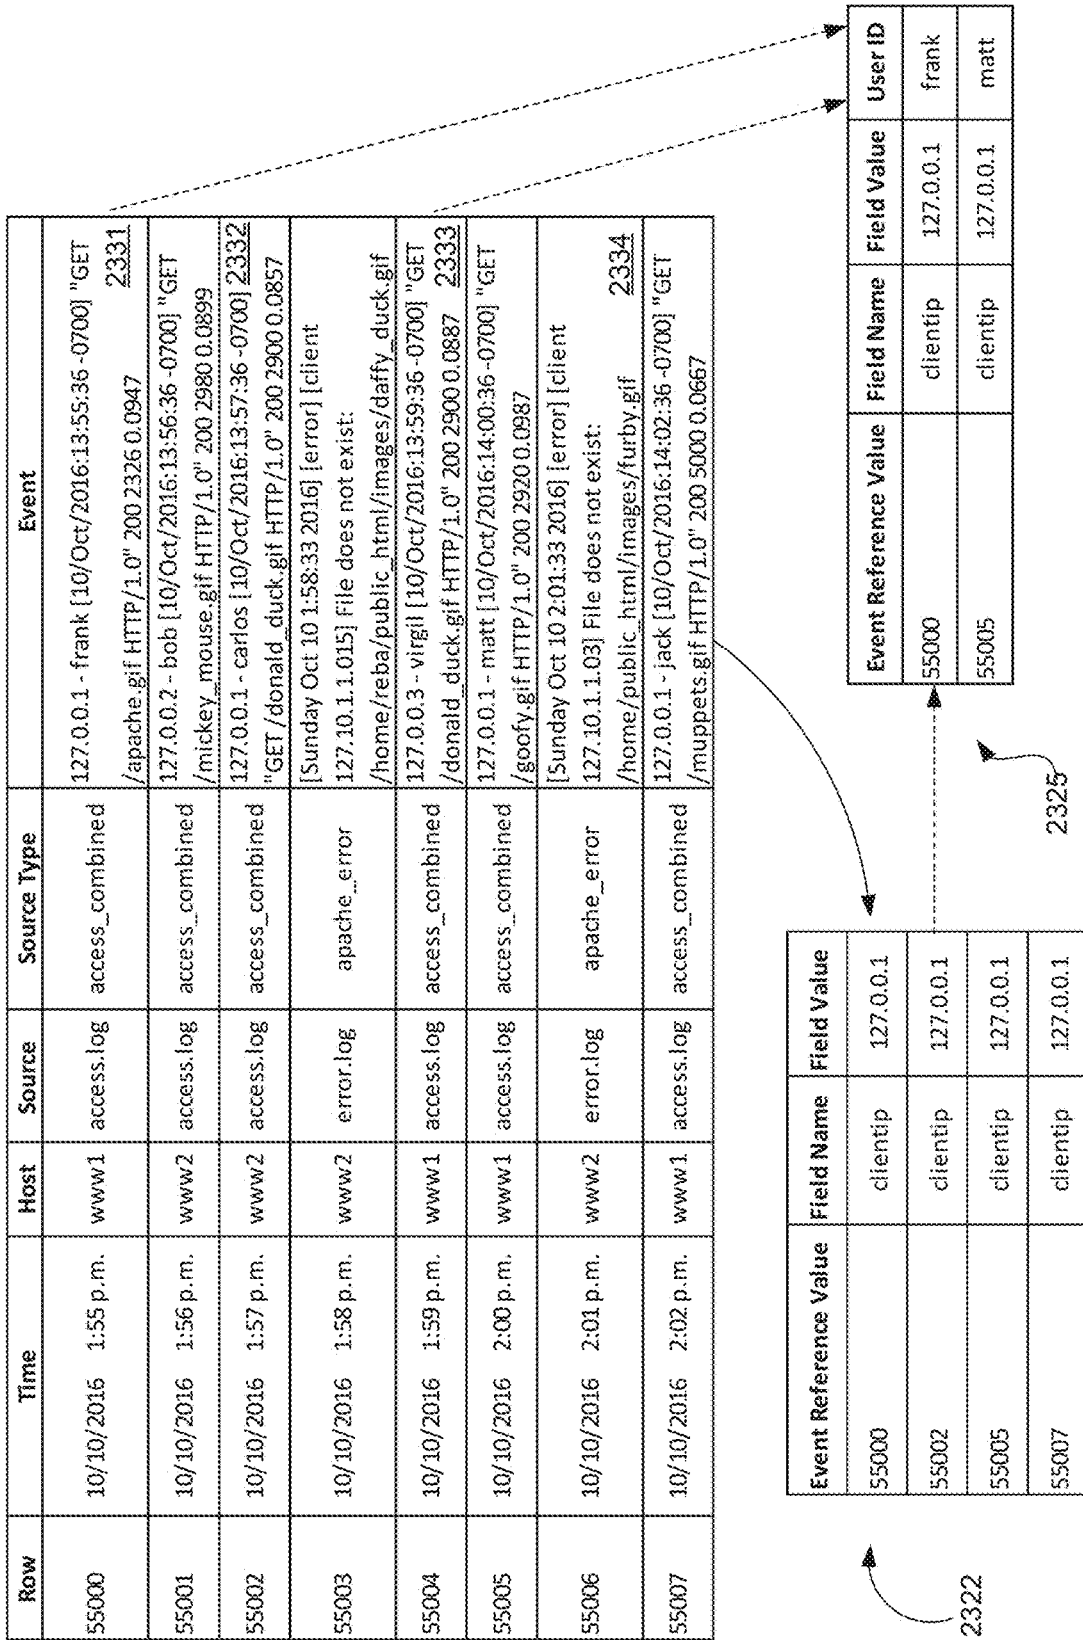 Row Time Host Source Source Type Event
55000 10/10/2016 1:55 p.m. www1 access.log access_combined 127.0.0.1 - frank [10/Oct/2016:13:55:36 -0700] "GET
/apache.gif HTTP/1.0" 200 2326 0.0947 2331
55001 10/10/2016 1:56 p.m. www2 access.log access_combined 127.0.0.2 - bob [10/Oct/2016:13:56:36 -0700] "GET
/mickey_mouse.gif HTTP/1.0" 200 2980 0.0899
55002 10/10/2016 1:57 p.m. www2 access.log access_combined 127.0.0.1 - carlos [10/Oct/2016:13:57:36 -0700] 2332
"GET /donald_duck.gif HTTP/1.0" 200 2900 0.0857
55003 10/10/2016 1:58 p.m. www2 error.log apache_error [Sunday Oct 10 1:58:33 2016] [error] [client
127.10.1.1.015] File does not exist:
/home/reba/public_html/images/daffy_duck.gif
55004 10/10/2016 1:59 p.m. www1 access.log access_combined 127.0.0.3 - virgil [10/Oct/2016:13:59:36 -0700] "GET
/donald_duck.gif HTTP/1.0" 200 2900 0.0887 2333
55005 10/10/2016 2:00 p.m. www1 access.log access_combined 127.0.0.1 - matt [10/Oct/2016:14:00:36 -0700] "GET
/goofy.gif HTTP/1.0" 200 2920 0.0987
55006 10/10/2016 2:01 p.m. www2 error.log apache_error [Sunday Oct 10 2:01:33 2016] [error] [client
127.10.1.1.03] File does not exist:
/home/public_html/images/furby.gif 2334
55007 10/10/2016 2:02 p.m. www1 access.log access_combined 127.0.0.1 - jack [10/Oct/2016:14:02:36 -0700] "GET
/muppets.gif HTTP/1.0" 200 5000 0.0667
2322
Event Reference Value Field Name Field Value
55000 clientip 127.0.0.1
55002 clientip 127.0.0.1
55005 clientip 127.0.0.1
55007 clientip 127.0.0.1
2325
Event Reference Value Field Name Field Value User ID
55000 clientip 127.0.0.1 frank
55005 clientip 127.0.0.1 matt